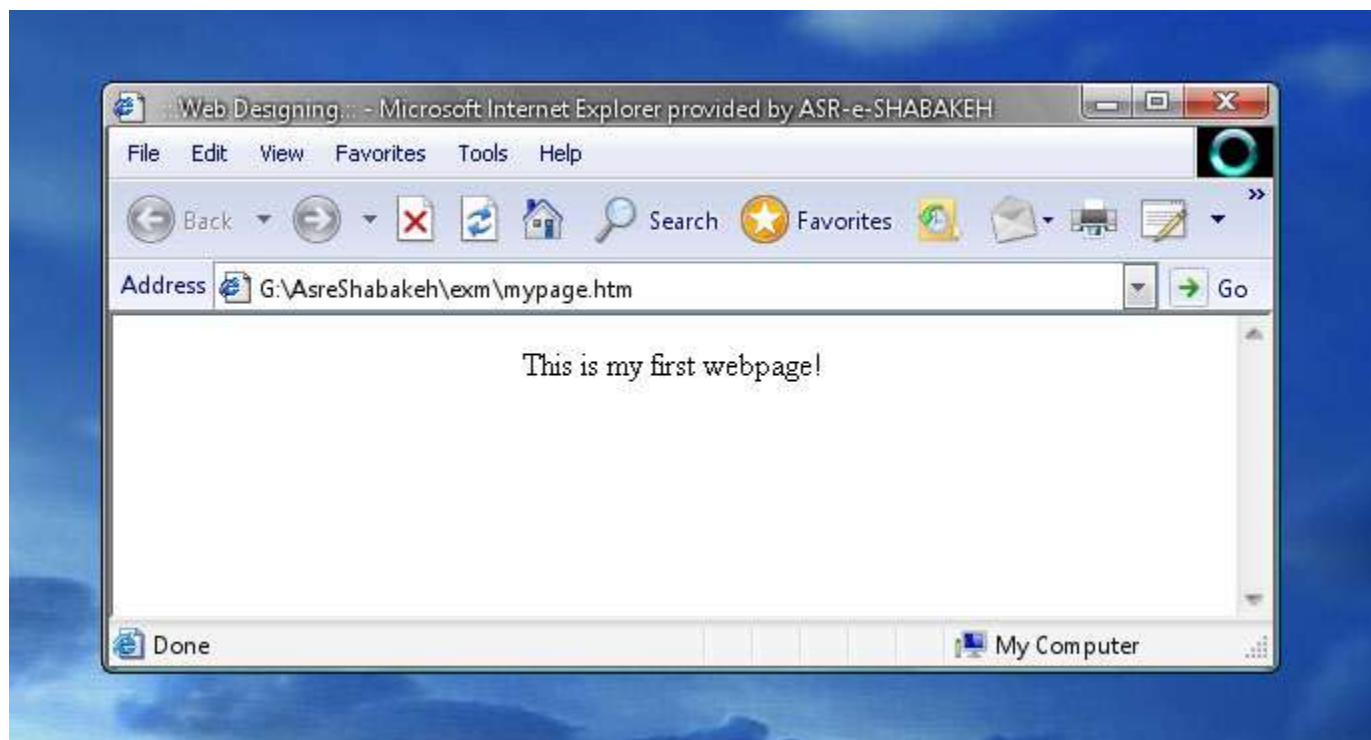 .::Web Designing::. - Microsoft Internet Explorer provided by ASR-e-SHABAKEH
File Edit View Favorites Tools Help
Back Search Favorites »
Address G:\AsreShabakeh\exm\mypage.htm Go
This is my first webpage!
Done My Computer